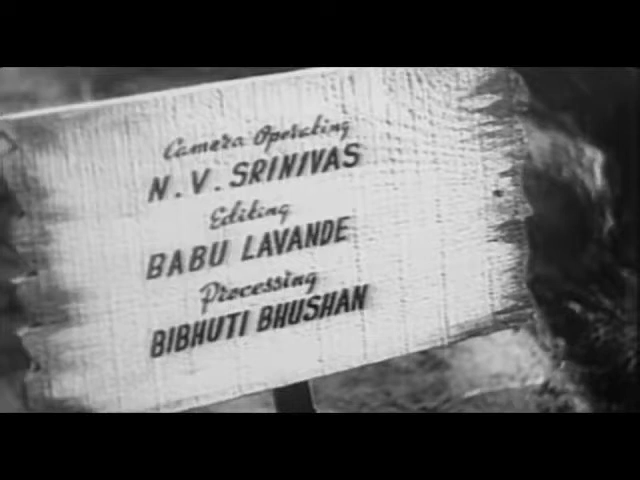 Camera Operating
N. V. SRINIVAS
Editing
BABU LAVANDE
Processing
BIBHUTI BHUSHAN